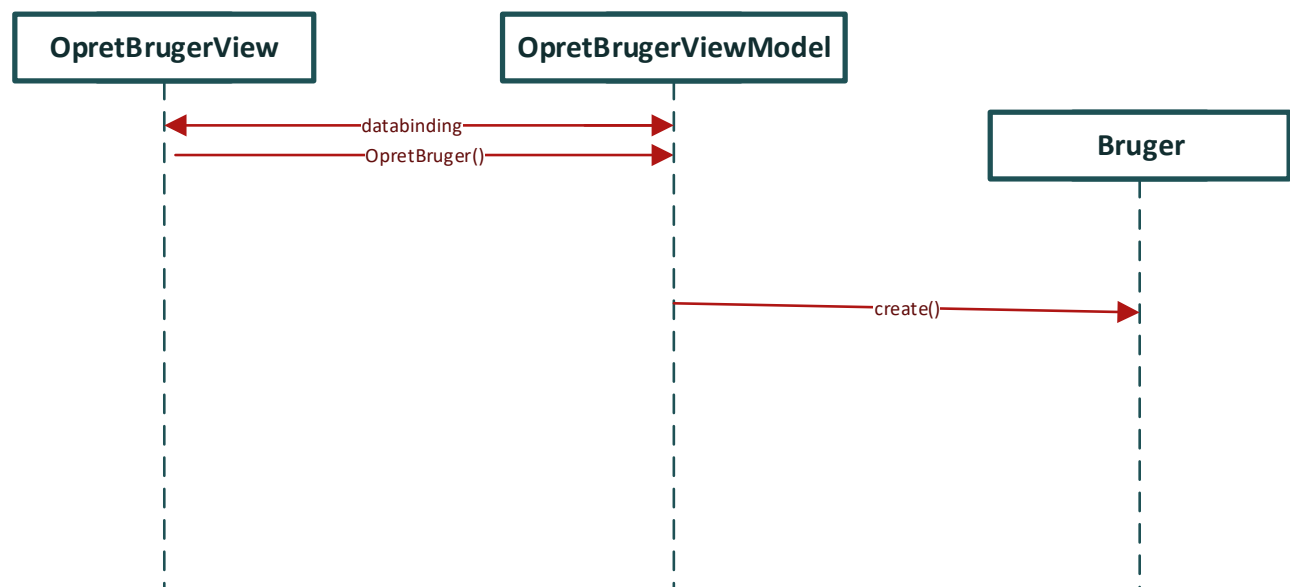 OpretBrugerView
OpretBrugerViewModel
databinding
Bruger
OpretBruger()
create()